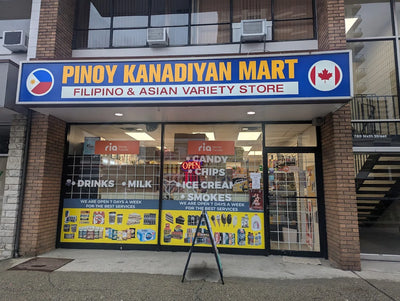 PINOY KANADIYAN MART
FILIPINO & ASIAN VARIETY STORE
ria
ria
OPEN
• CANDY
• CHIPS
• DRINKS • MILK
• ICE CREAM
• SMOKES
WE ARE OPEN 7 DAYS A WEEK
FOR THE BEST SERVICES
WE ARE OPEN 7 DAYS A WEEK
FOR THE BEST SERVICES